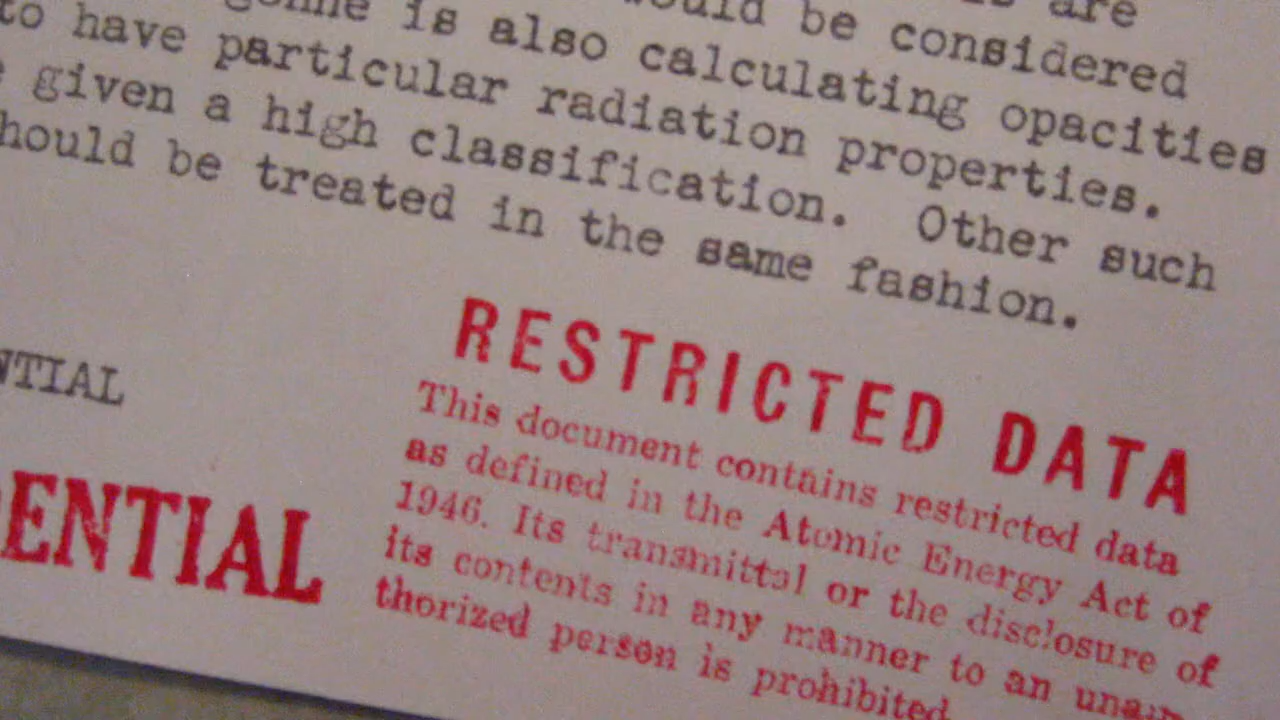 are
would be considered
is also calculating opacities
to have particular radiation properties.
given a high classification. Other such
hould be treated in the same fashion.
NTIAL
RESTRICTED DATA
This document contains restricted data
as defined in the Atomic Energy Act of
1946. Its transmittal or the disclosure of
its contents in any manner to an unau
thorized person is prohibited.
ENTIAL